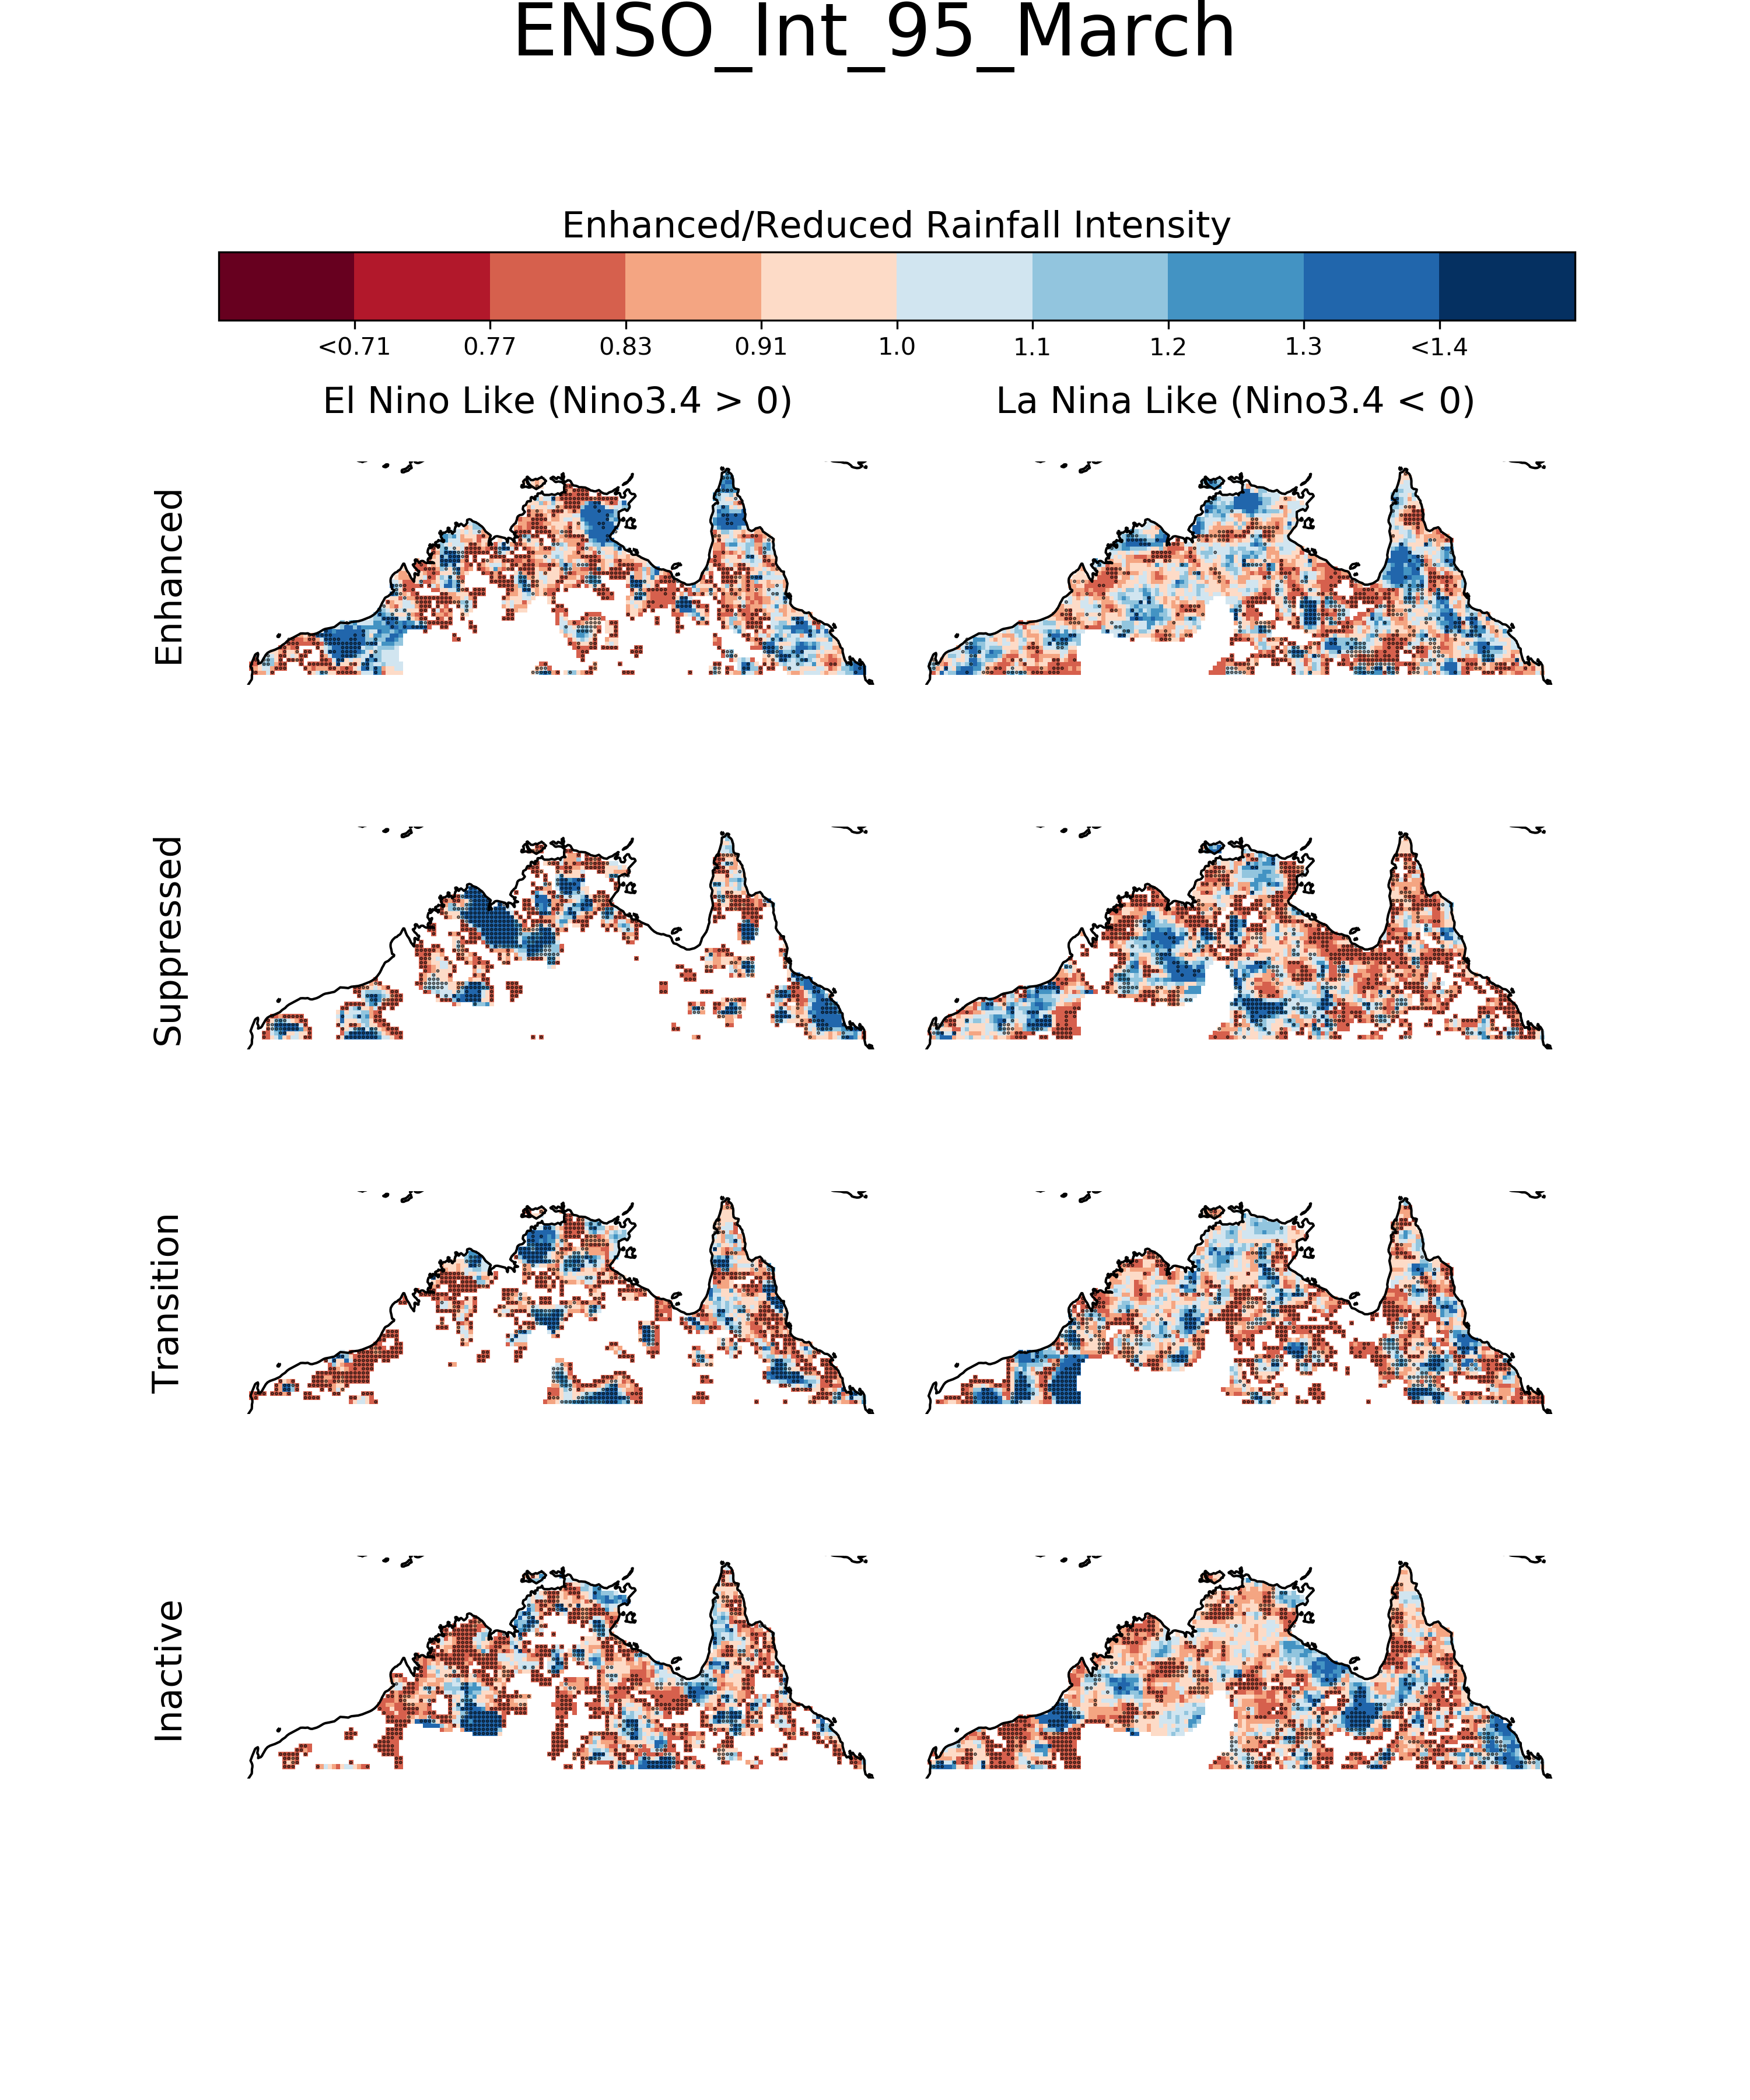 ENSO_Int_95_March
Enhanced/Reduced Rainfall Intensity
<0.71 0.77 0.83 0.91 1.0 1.1 1.2 1.3 <1.4
El Nino Like (Nino3.4 > 0) La Nina Like (Nino3.4 < 0)
Enhanced
Suppressed
Transition
Inactive